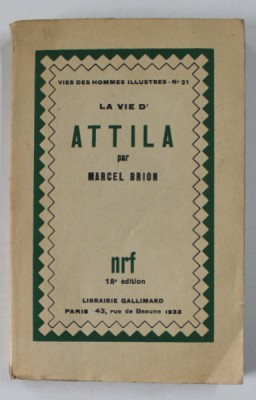 VIES DES HOMMES ILLUSTRES - N° 21
LA VIE D'
ATTILA
par
MARCEL BRION
nrf
18e édition
LIBRAIRIE GALLIMARD
PARIS 43, rue de Beaune 1933